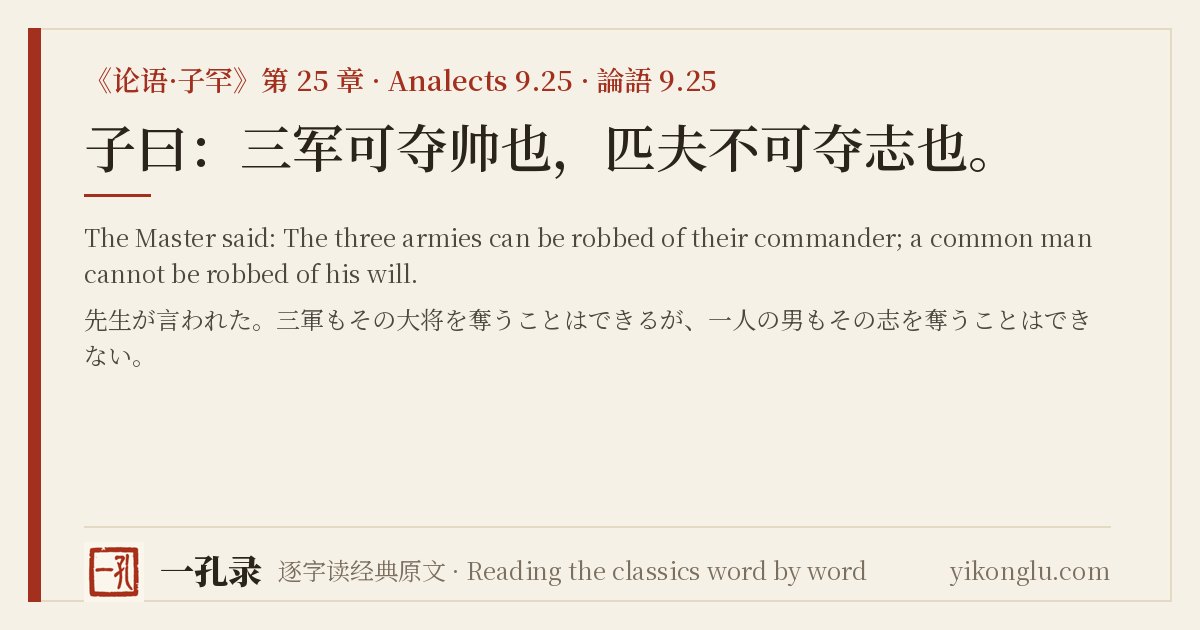 《论语·子罕》第 25 章 · Analects 9.25 · 論語 9.25
子曰：三军可夺帅也，匹夫不可夺志也。
The Master said: The three armies can be robbed of their commander; a common man
cannot be robbed of his will.
先生が言われた。三軍もその大将を奪うことはできるが、一人の男もその志を奪うことはでき
ない。
一孔
一孔录 逐字读经典原文 · Reading the classics word by word yikonglu.com